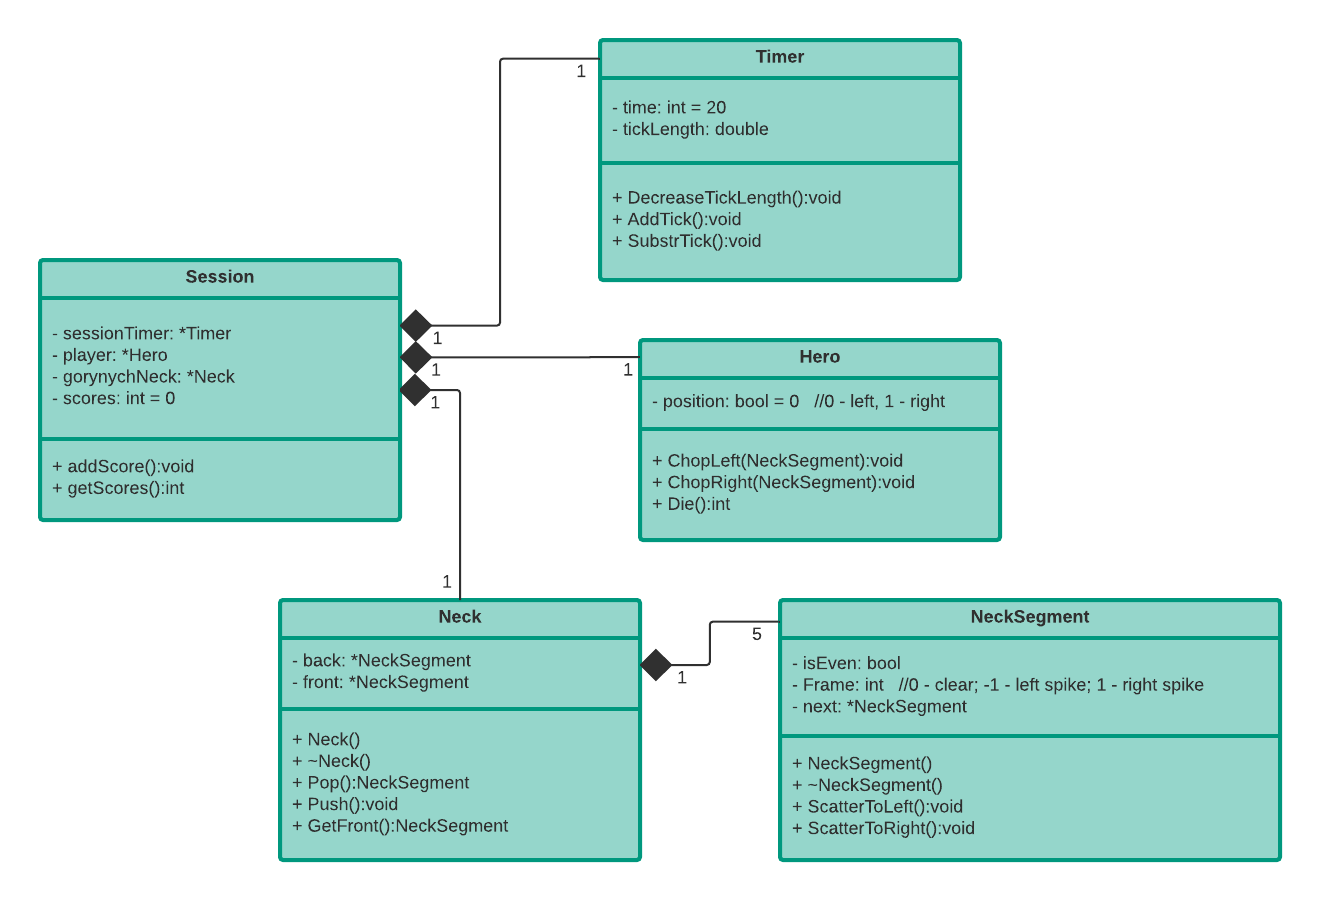 Timer
- time: int = 20
- tickLength: double
+ DecreaseTickLength():void
+ AddTick():void
+ SubstrTick():void
1
Session
- sessionTimer: *Timer
- player: *Hero
- gorynychNeck: *Neck
- scores: int = 0
+ addScore():void
+ getScores():int
1
1
1
1
Hero
- position: bool = 0   //0 - left, 1 - right
+ ChopLeft(NeckSegment):void
+ ChopRight(NeckSegment):void
+ Die():int
1
Neck
- back: *NeckSegment
- front: *NeckSegment
+ Neck()
+ ~Neck()
+ Pop():NeckSegment
+ Push():void
+ GetFront():NeckSegment
1
5
NeckSegment
- isEven: bool
- Frame: int   //0 - clear; -1 - left spike; 1 - right spike
- next: *NeckSegment
+ NeckSegment()
+ ~NeckSegment()
+ ScatterToLeft():void
+ ScatterToRight():void